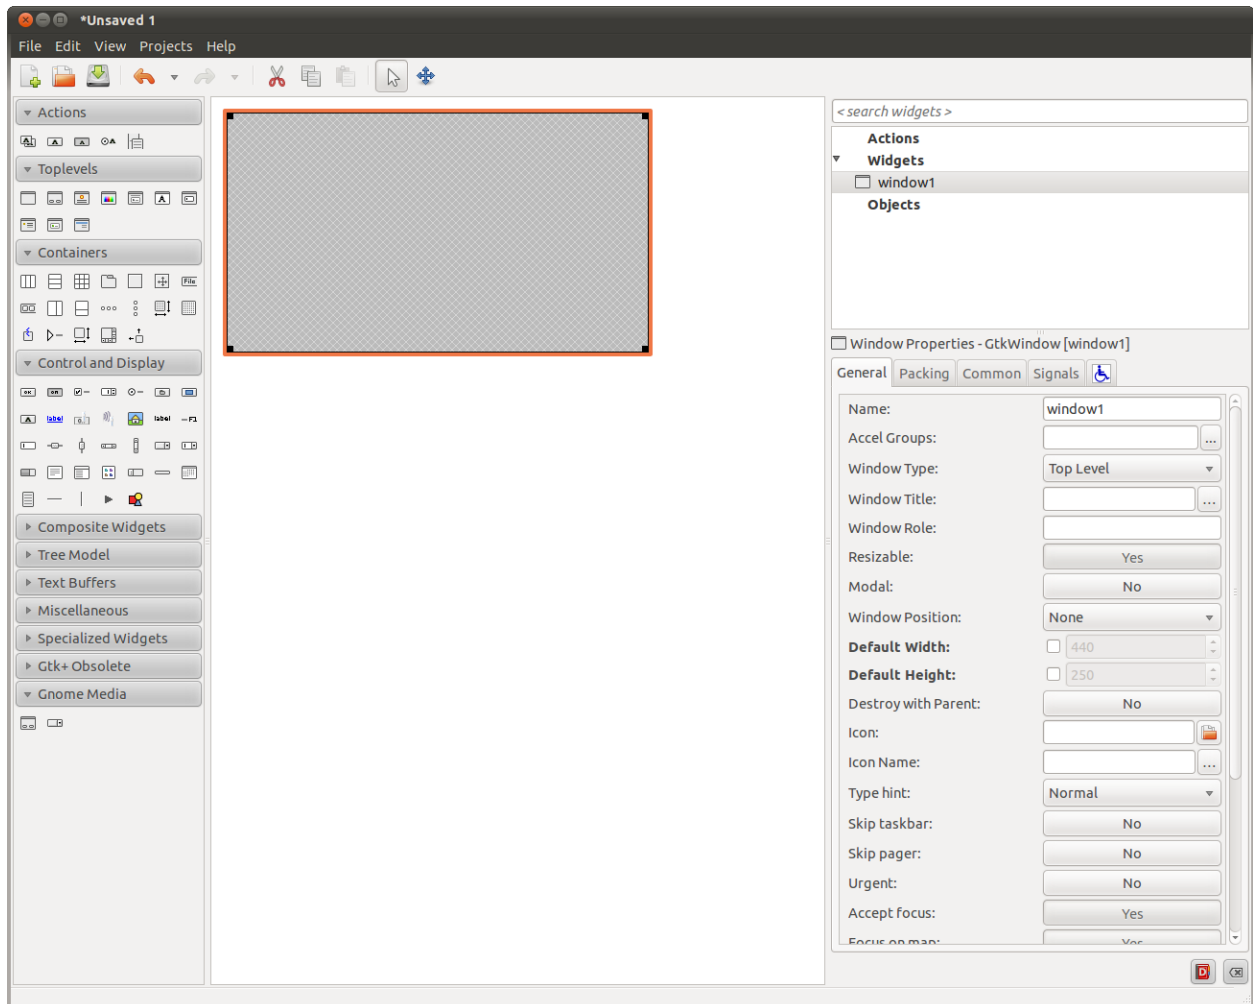 *Unsaved 1
File Edit View Projects Help
Actions
Toplevels
Containers
File
Control and Display
label
label
Composite Widgets
Tree Model
Text Buffers
Miscellaneous
Specialized Widgets
Gtk+ Obsolete
Gnome Media
< search widgets >
Actions
Widgets
window1
Objects
Window Properties - GtkWindow [window1]
General Packing Common Signals
Name: window1
Accel Groups: ...
Window Type: Top Level
Window Title: ...
Window Role:
Resizable: Yes
Modal: No
Window Position: None
Default Width: 440
Default Height: 250
Destroy with Parent: No
Icon:
Icon Name: ...
Type hint: Normal
Skip taskbar: No
Skip pager: No
Urgent: No
Accept focus: Yes
Focus on map: Yes